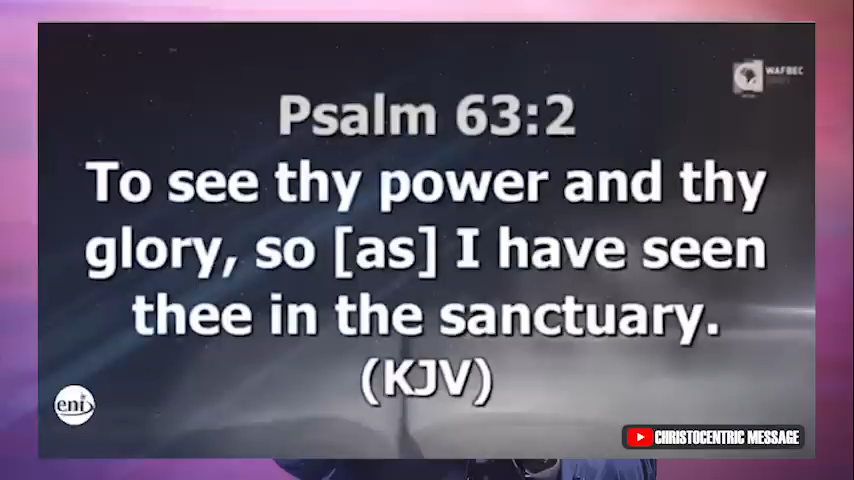 WAFBEC
Psalm 63:2
To see thy power and thy
glory, so [as] I have seen
thee in the sanctuary.
(KJV)
eni
CHRISTOCENTRIC MESSAGE